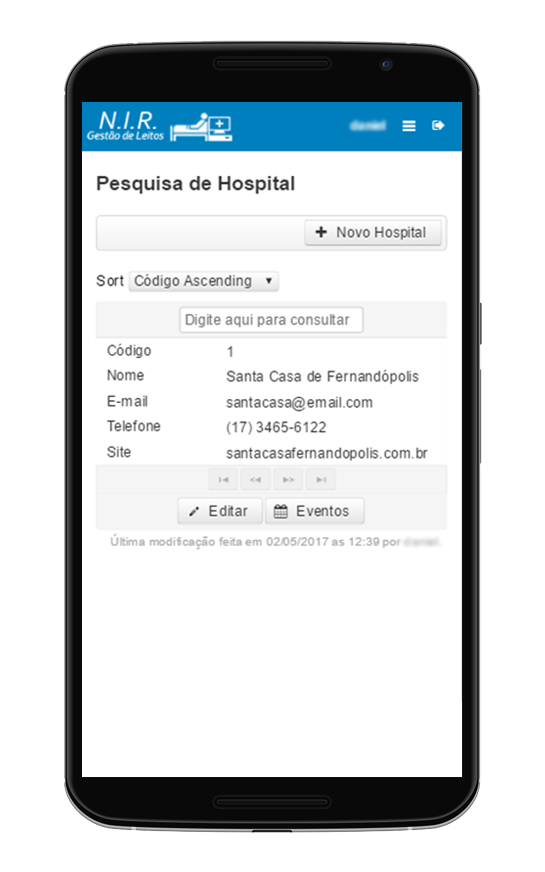 N.I.R.
Gestão de Leitos
Pesquisa de Hospital
Novo Hospital
Sort Código Ascending
Digite aqui para consultar
Código 1
Nome Santa Casa de Fernandópolis
E-mail santacasa@email.com
Telefone (17) 3465-6122
Site santacasafernandopolis.com.br
Editar Eventos
Última modificação feita em 02/05/2017 as 12:39 por